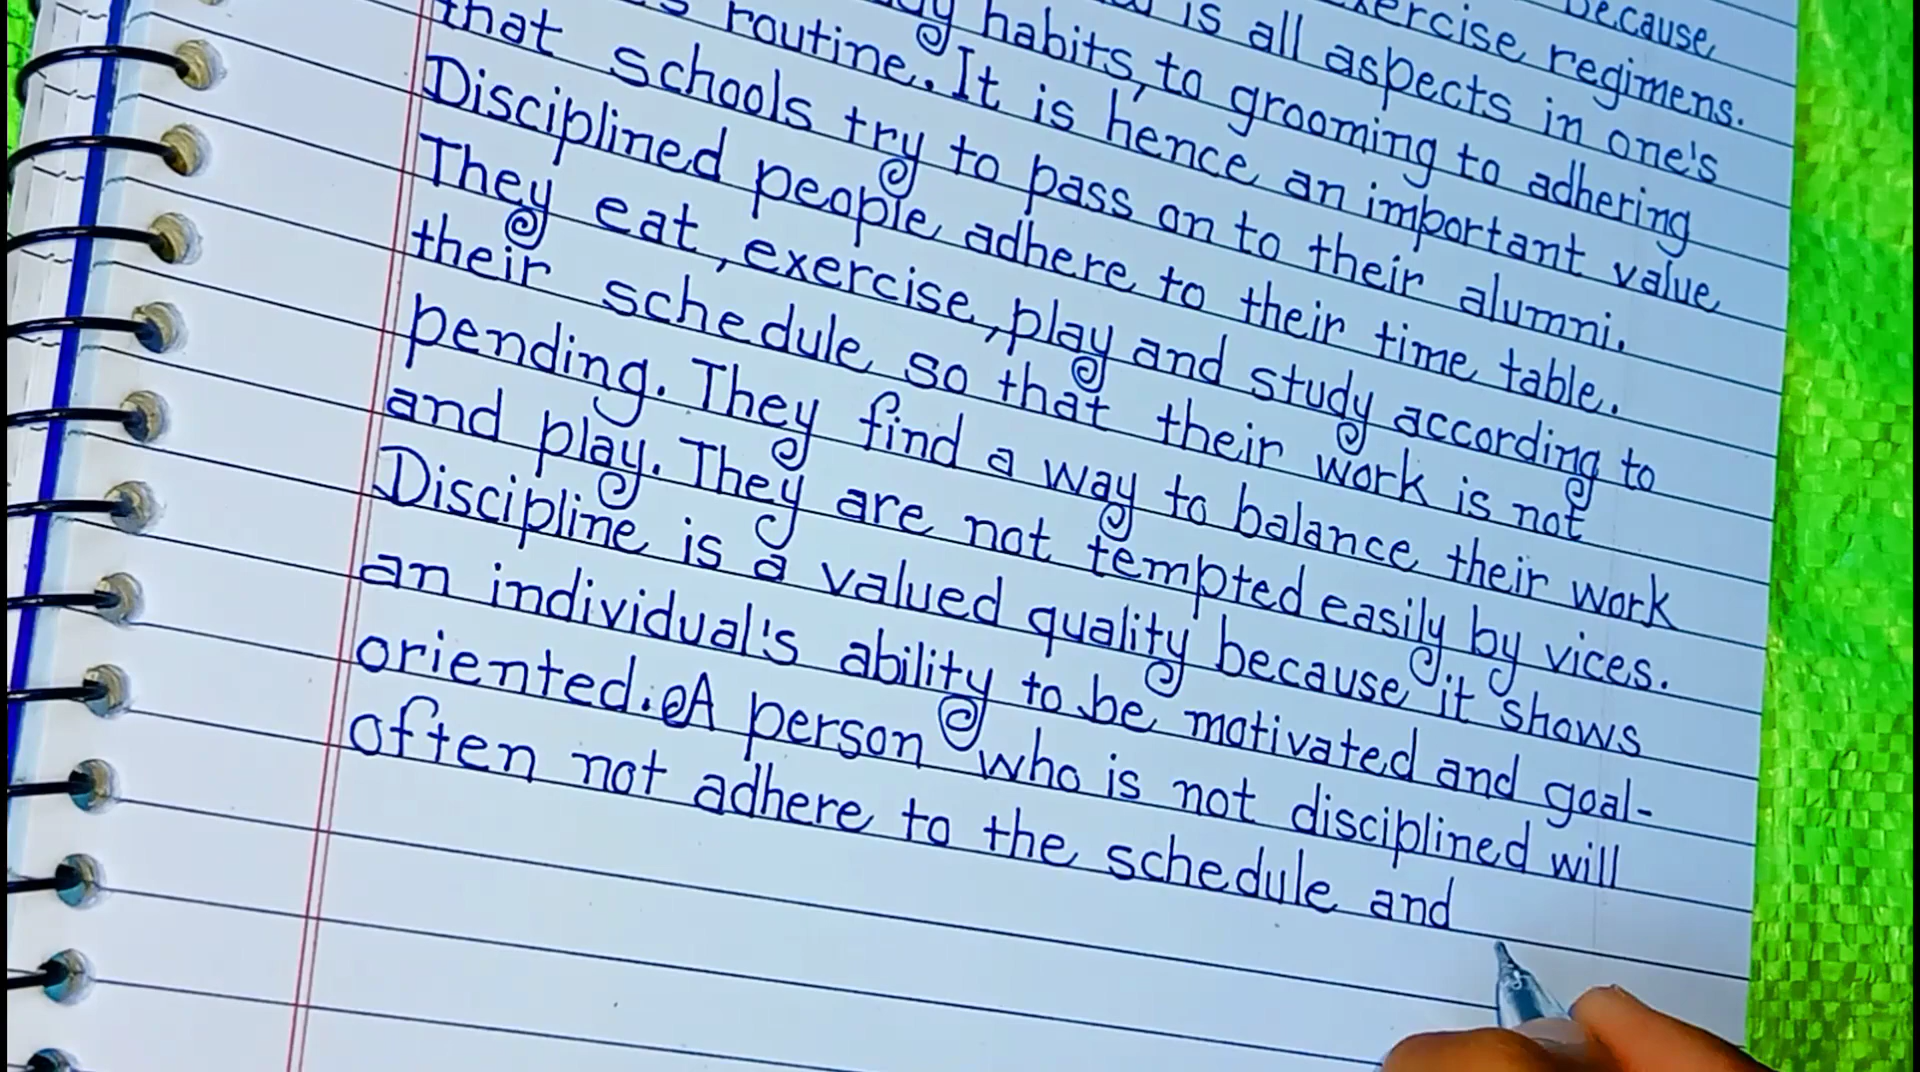 because
regimens.
is all aspects in one's
habits, to grooming to adhering
routine. It is hence an important value
that schools try to pass on to their alumni.
Disciplined people adhere to their time table.
They eat, exercise, play and study according to
their schedule so that their work is not
pending. They find a way to balance their work
and play. They are not tempted easily by vices.
Discipline is a valued quality because it shows
an individual's ability to be motivated and goal-
oriented. A person who is not disciplined will
often not adhere to the schedule and